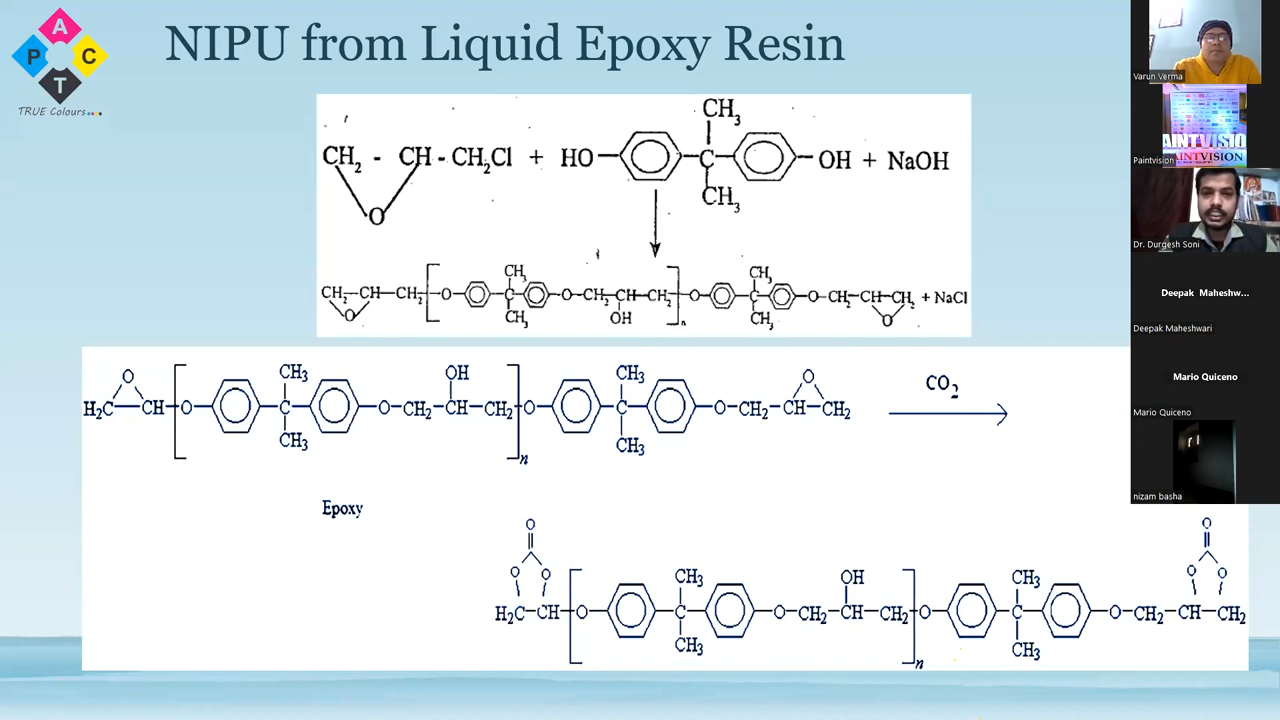 A
P C
T
TRUE Colours
NIPU from Liquid Epoxy Resin
CH2 - CH - CH2Cl + HO OH + NaOH
CH3
CH3
O
CH3 CH3
CH2 CH CH2 O O CH2 CH CH2 O O CH2 CH CH2 + NaCl
O CH3 OH n CH3 O
O CH3 OH CH3 O
H2C CH O O CH2 CH CH2 O O CH2 CH CH2
CH3 n CH3
CO2
Epoxy
O O
O O O O
CH3 OH CH3
H2C CH O O CH2 CH CH2 O O CH2 CH CH2
CH3 n CH3
Varun Verma
PAINTVISION
Paintvision
Dr. Durgesh Soni
Deepak Maheshw...
Deepak Maheshwari
Mario Quiceno
Mario Quiceno
nizam basha